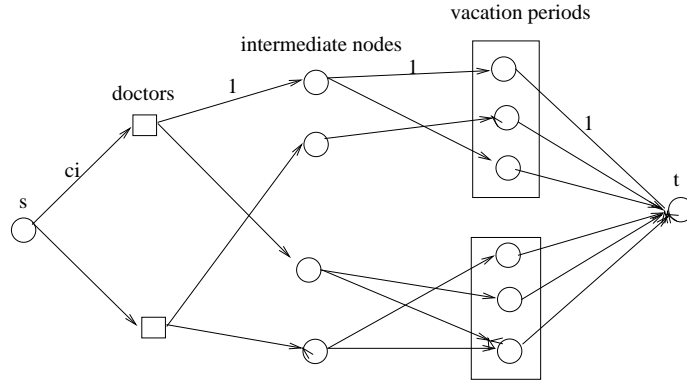 vacation periods
intermediate nodes
doctors
1
1
1
ci
s
t